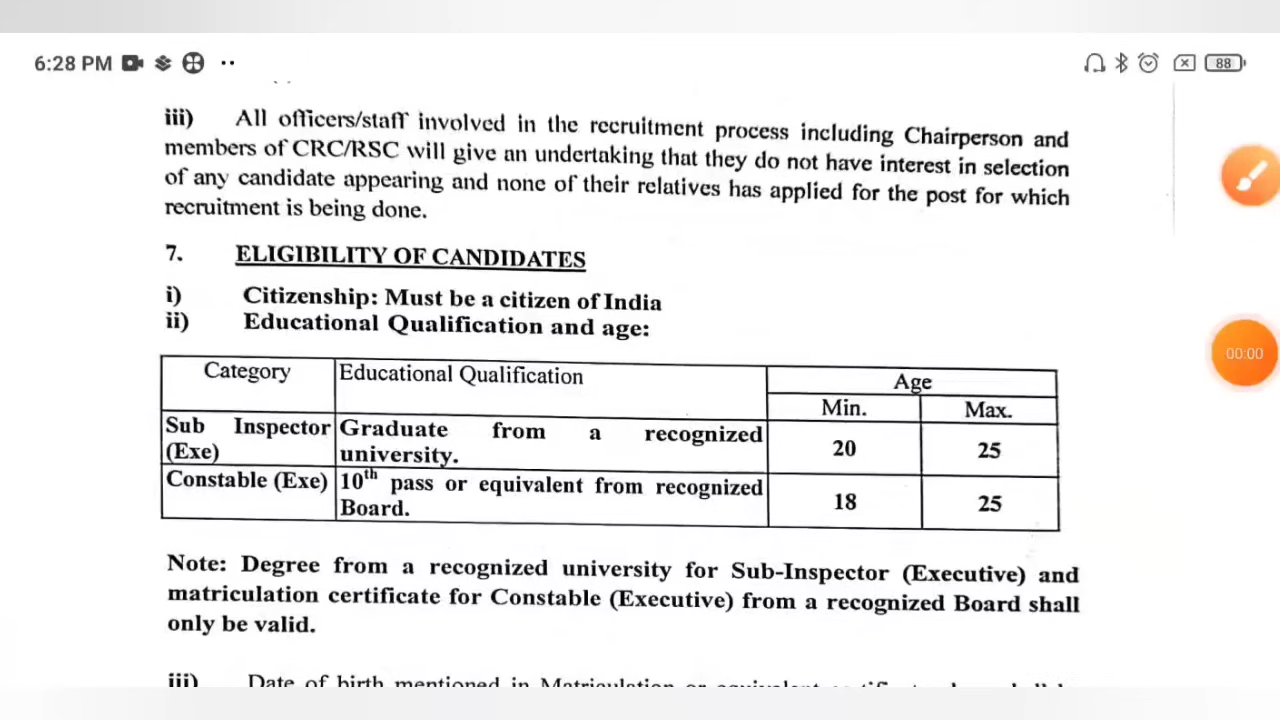 6:28 PM
88
iii) All officers/staff involved in the recruitment process including Chairperson and
members of CRC/RSC will give an undertaking that they do not have interest in selection
of any candidate appearing and none of their relatives has applied for the post for which
recruitment is being done.
7. ELIGIBILITY OF CANDIDATES
i) Citizenship: Must be a citizen of India
ii) Educational Qualification and age:
Category Educational Qualification Age
Min. Max.
Sub Inspector Graduate from a recognized
(Exe) university. 20 25
Constable (Exe) 10th pass or equivalent from recognized
Board. 18 25
Note: Degree from a recognized university for Sub-Inspector (Executive) and
matriculation certificate for Constable (Executive) from a recognized Board shall
only be valid.
iii) Date of birth mentioned in Matriculation or equivalent
00:00